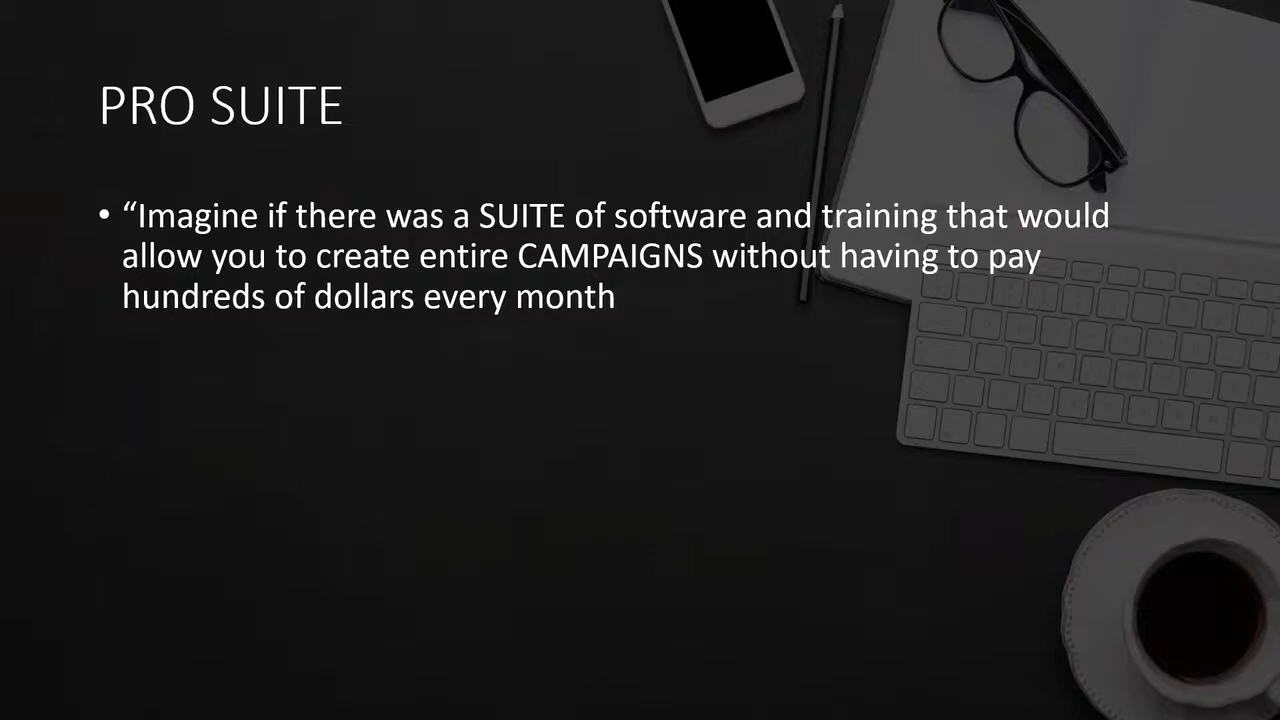 PRO SUITE
• “Imagine if there was a SUITE of software and training that would
allow you to create entire CAMPAIGNS without having to pay
hundreds of dollars every month